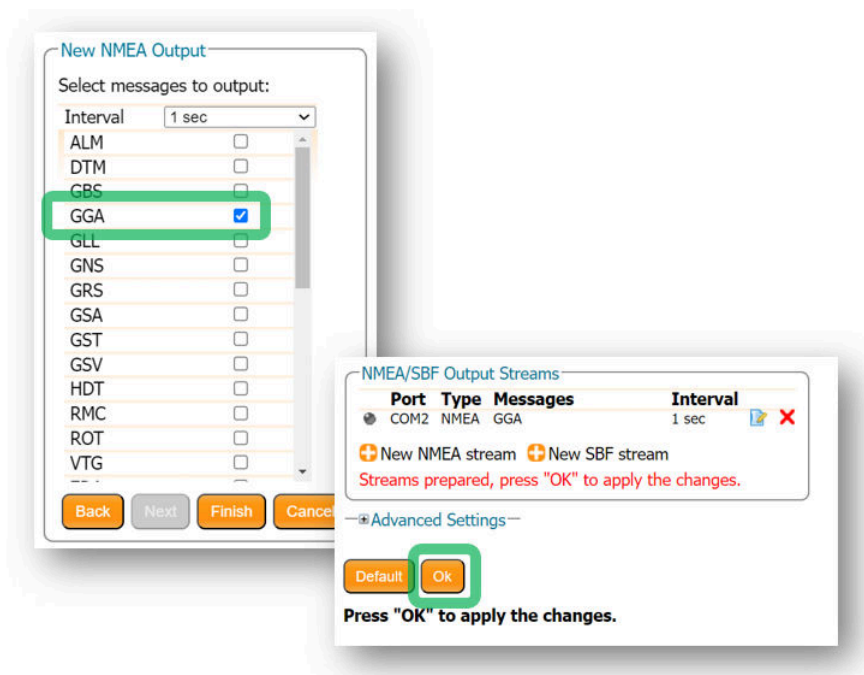 New NMEA Output
Select messages to output:
Interval 1 sec
ALM
DTM
GBS
GGA
GLL
GNS
GRS
GSA
GST
GSV
HDT
RMC
ROT
VTG
Back Next Finish Cancel
NMEA/SBF Output Streams
Port Type Messages Interval
COM2 NMEA GGA 1 sec
New NMEA stream New SBF stream
Streams prepared, press "OK" to apply the changes.
Advanced Settings
Default Ok
Press "OK" to apply the changes.